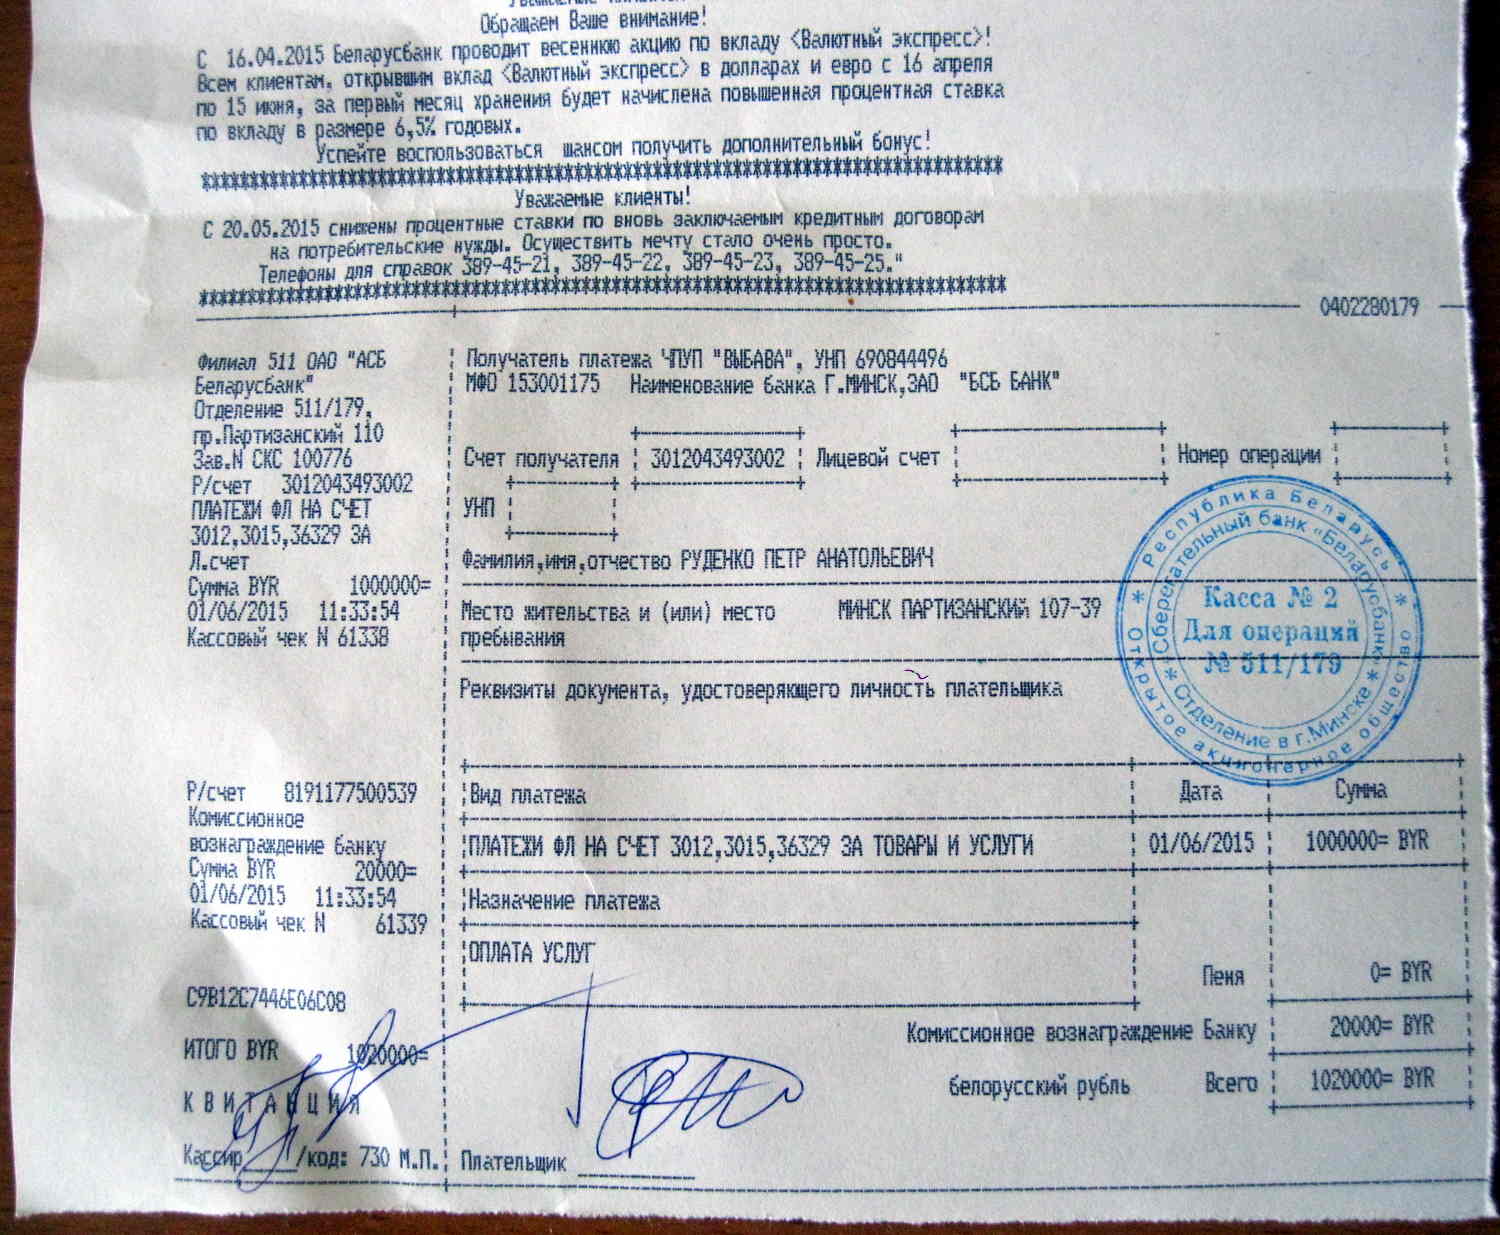 Обращаем Ваше внимание!
С 16.04.2015 Беларусбанк проводит весеннюю акцию по вкладу <Валютный экспресс>!
Всем клиентам, открывшим вклад <Валютный экспресс> в долларах и евро с 16 апреля
по 15 июня, за первый месяц хранения будет начислена повышенная процентная ставка
по вкладу в размере 6,5% годовых.
Успейте воспользоваться шансом получить дополнительный бонус!
Уважаемые клиенты!
С 20.05.2015 снижены процентные ставки по вновь заключаемым кредитным договорам
на потребительские нужды. Осуществить мечту стало очень просто.
Телефоны для справок 389-45-21, 389-45-22, 389-45-23, 389-45-25."
0402280179
Филиал 511 ОАО "АСБ
Беларусбанк"
Отделение 511/179,
пр.Партизанский 110
Зав.N СКС 100776
Р/счет 3012043493002
ПЛАТЕЖИ ФЛ НА СЧЕТ
3012,3015,36329 ЗА
Л.счет
Сумма BYR 1000000=
01/06/2015 11:33:54
Кассовый чек N 61338
Р/счет 8191177500539
Комиссионное
вознаграждение банку
Сумма BYR 20000=
01/06/2015 11:33:54
Кассовый чек N 61339
C9B12C7446E06C08
ИТОГО BYR 1020000=
К В И Т А Н Ц И Я
Кассир____/код: 730 М.П.
Получатель платежа ЧПУП "ВЫБАВА", УНП 690844496
МФО 153001175 Наименование банка Г.МИНСК,ЗАО "БСБ БАНК"
Счет получателя 3012043493002 Лицевой счет Номер операции
УНП
Фамилия,имя,отчество РУДЕНКО ПЕТР АНАТОЛЬЕВИЧ
Место жительства и (или) место МИНСК ПАРТИЗАНСКИЙ 107-39
пребывания
Реквизиты документа, удостоверяющего личность плательщика
Вид платежа Дата Сумма
ПЛАТЕЖИ ФЛ НА СЧЕТ 3012,3015,36329 ЗА ТОВАРЫ И УСЛУГИ 01/06/2015 1000000= BYR
Назначение платежа
ОПЛАТА УСЛУГ
Пеня 0= BYR
Комиссионное вознаграждение Банку 20000= BYR
белорусский рубль Всего 1020000= BYR
Плательщик
* Республика Беларусь *
Открытое акционерное общество
* Сберегательный банк «Беларусбанк» *
Отделение в г.Минске
Касса № 2
Для операций
№ 511/179